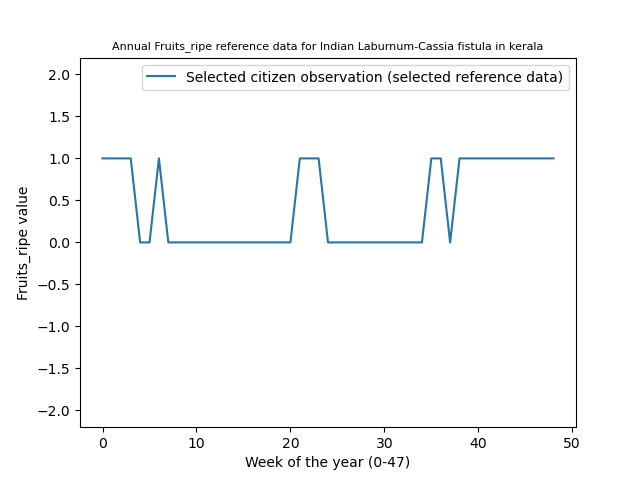 Annual Fruits_ripe reference data for Indian Laburnum-Cassia fistula in kerala
Selected citizen observation (selected reference data)
2.0
1.5
1.0
0.5
0.0
−0.5
−1.0
−1.5
−2.0
Fruits_ripe value
0 10 20 30 40 50
Week of the year (0-47)